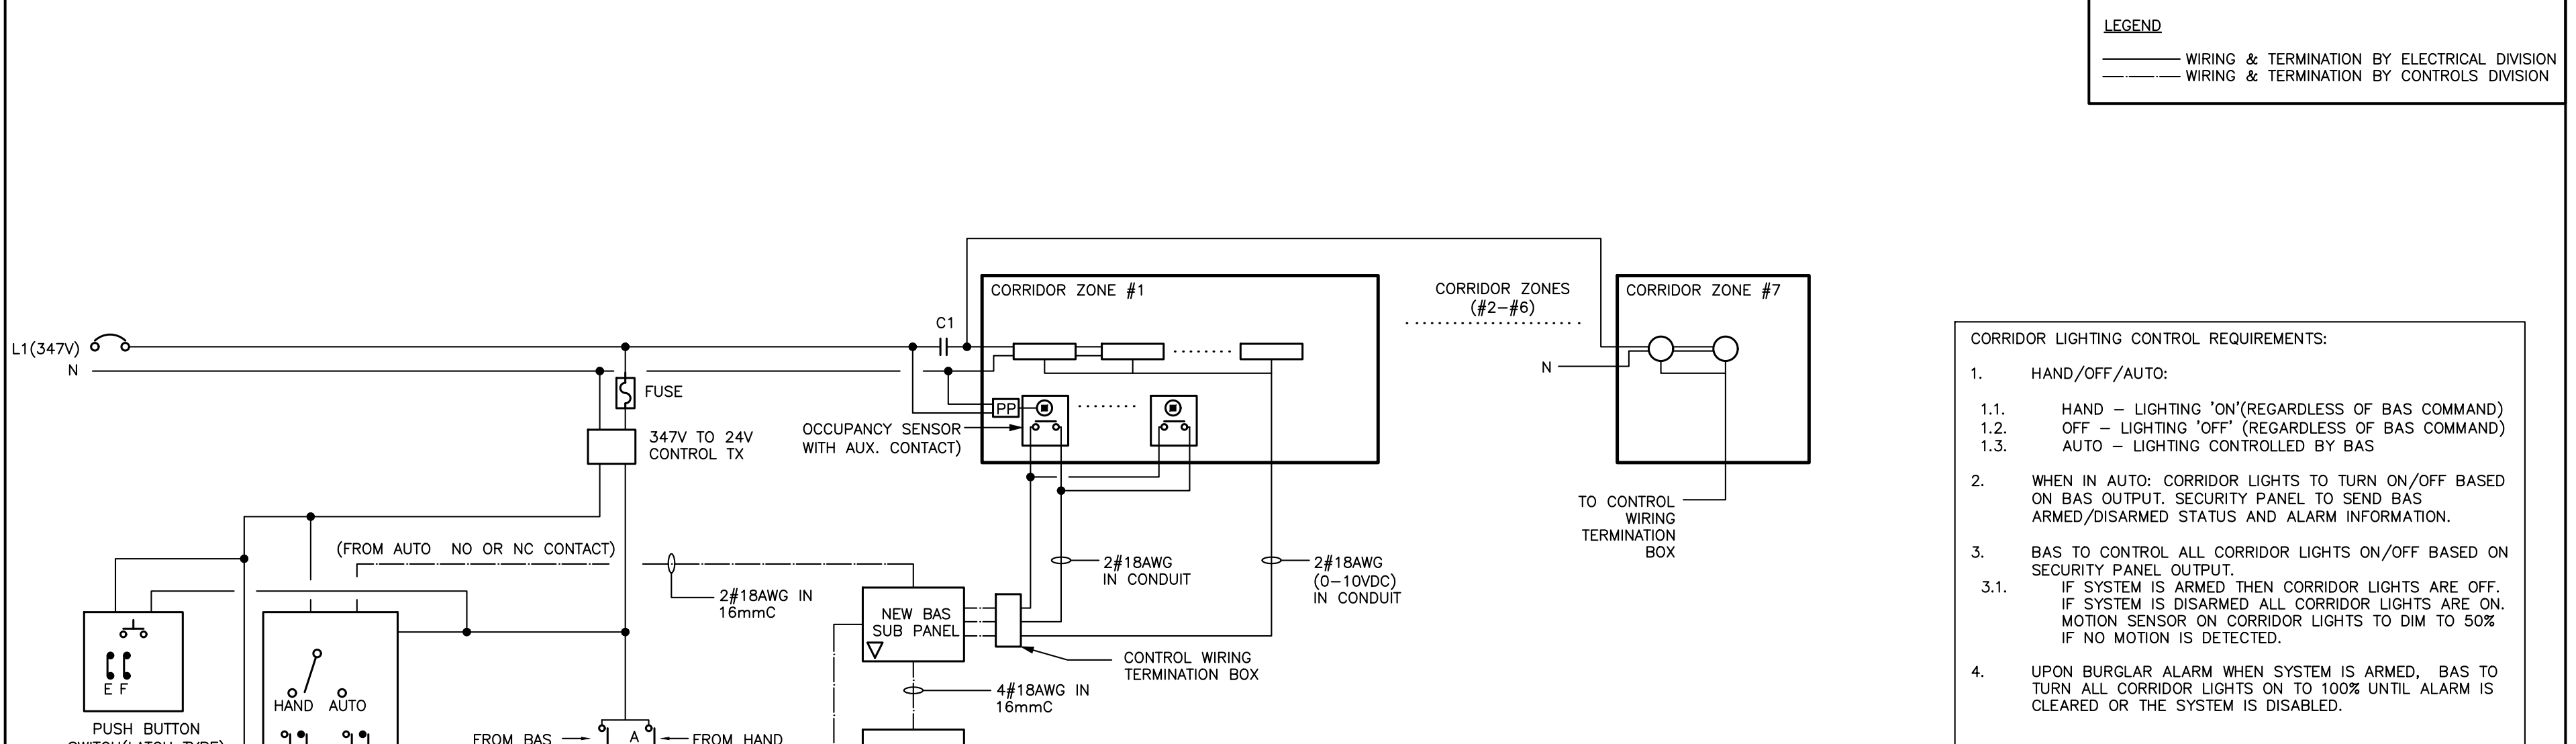 LEGEND
WIRING & TERMINATION BY ELECTRICAL DIVISION
WIRING & TERMINATION BY CONTROLS DIVISION
L1(347V)
N
FUSE
347V TO 24V
CONTROL TX
C1
CORRIDOR ZONE #1
PP
OCCUPANCY SENSOR
WITH AUX. CONTACT)
CORRIDOR ZONES
(#2-#6)
CORRIDOR ZONE #7
N
TO CONTROL
WIRING
TERMINATION
BOX
(FROM AUTO NO OR NC CONTACT)
2#18AWG IN
16mmC
2#18AWG
IN CONDUIT
2#18AWG
(0-10VDC)
IN CONDUIT
NEW BAS
SUB PANEL
CONTROL WIRING
TERMINATION BOX
4#18AWG IN
16mmC
E F
PUSH BUTTON
SWITCH(LATCH TYPE)
HAND AUTO
FROM BAS
A
FROM HAND
CORRIDOR LIGHTING CONTROL REQUIREMENTS:
1. HAND/OFF/AUTO:
1.1. HAND - LIGHTING 'ON'(REGARDLESS OF BAS COMMAND)
1.2. OFF - LIGHTING 'OFF' (REGARDLESS OF BAS COMMAND)
1.3. AUTO - LIGHTING CONTROLLED BY BAS
2. WHEN IN AUTO: CORRIDOR LIGHTS TO TURN ON/OFF BASED
ON BAS OUTPUT. SECURITY PANEL TO SEND BAS
ARMED/DISARMED STATUS AND ALARM INFORMATION.
3. BAS TO CONTROL ALL CORRIDOR LIGHTS ON/OFF BASED ON
SECURITY PANEL OUTPUT.
3.1. IF SYSTEM IS ARMED THEN CORRIDOR LIGHTS ARE OFF.
IF SYSTEM IS DISARMED ALL CORRIDOR LIGHTS ARE ON.
MOTION SENSOR ON CORRIDOR LIGHTS TO DIM TO 50%
IF NO MOTION IS DETECTED.
4. UPON BURGLAR ALARM WHEN SYSTEM IS ARMED, BAS TO
TURN ALL CORRIDOR LIGHTS ON TO 100% UNTIL ALARM IS
CLEARED OR THE SYSTEM IS DISABLED.